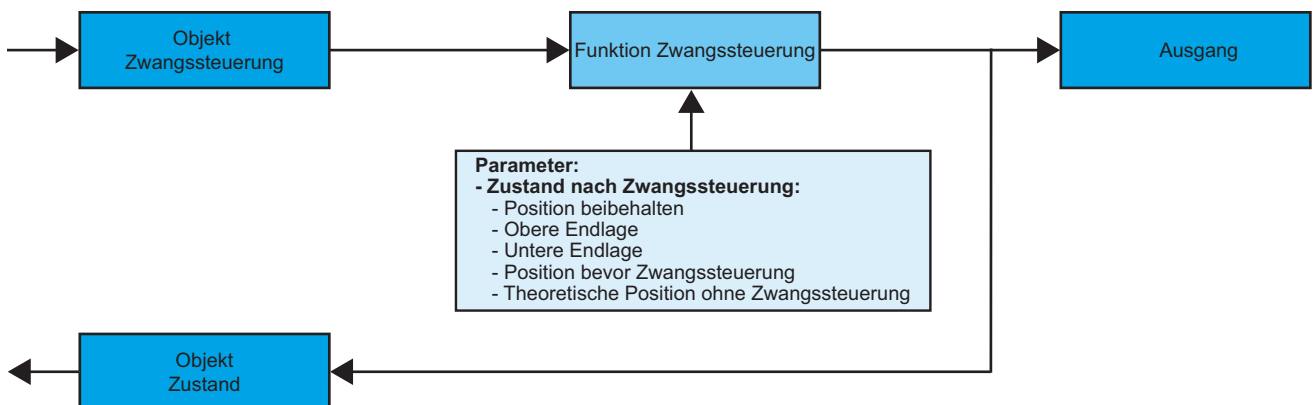 Objekt
Zwangssteuerung
Funktion Zwangssteuerung
Ausgang
Parameter:
- Zustand nach Zwangssteuerung:
- Position beibehalten
- Obere Endlage
- Untere Endlage
- Position bevor Zwangssteuerung
- Theoretische Position ohne Zwangssteuerung
Objekt
Zustand